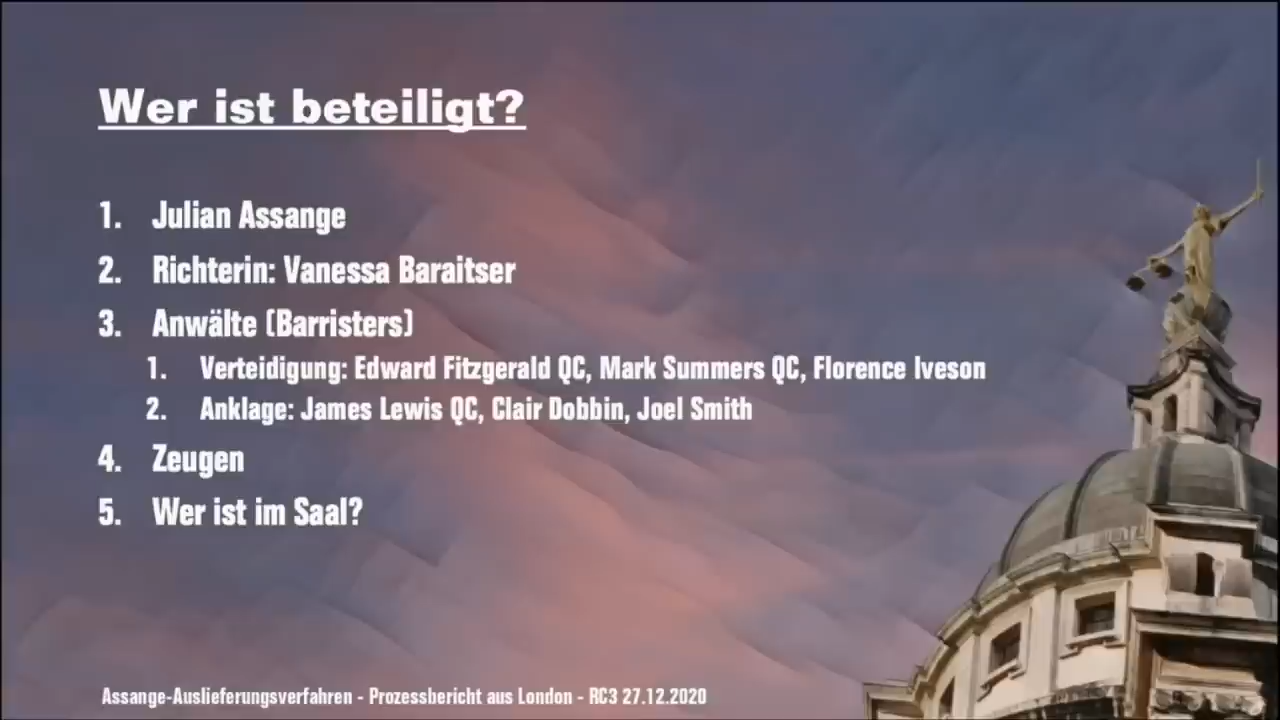 Wer ist beteiligt?
1. Julian Assange
2. Richterin: Vanessa Baraitser
3. Anwälte (Barristers)
1. Verteidigung: Edward Fitzgerald QC, Mark Summers QC, Florence Iveson
2. Anklage: James Lewis QC, Clair Dobbin, Joel Smith
4. Zeugen
5. Wer ist im Saal?
Assange-Auslieferungsverfahren - Prozessbericht aus London - RC3 27.12.2020